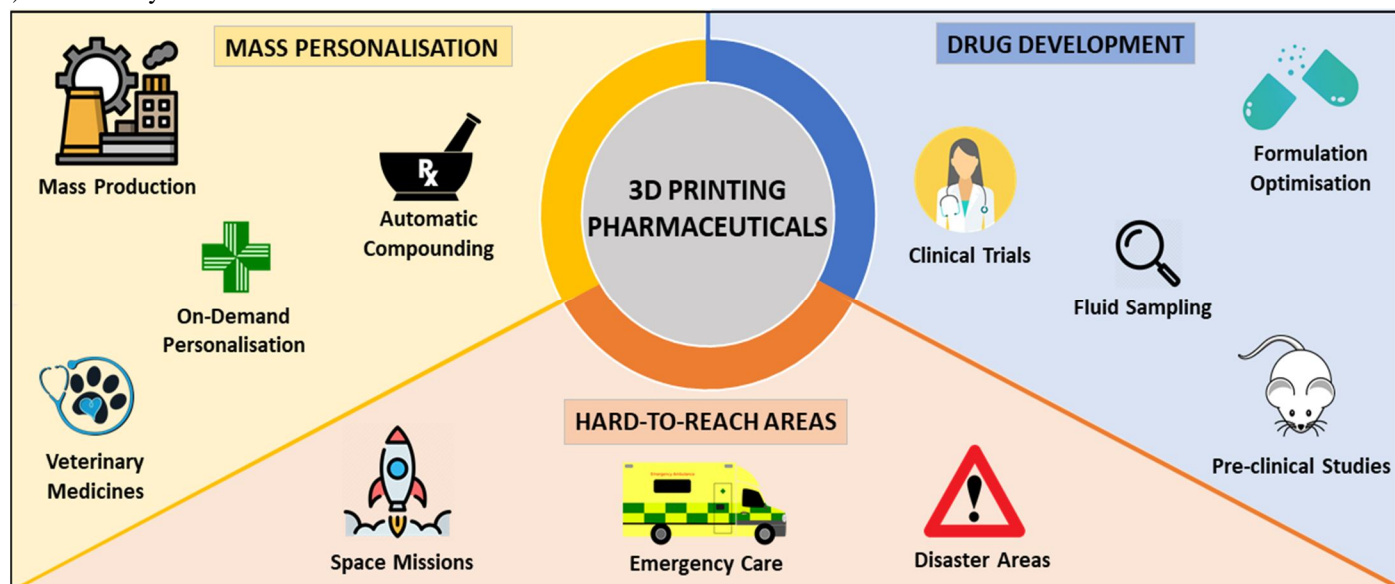 MASS PERSONALISATION
Mass Production
Rx
Automatic
Compounding
On-Demand
Personalisation
Veterinary
Medicines
3D PRINTING
PHARMACEUTICALS
DRUG DEVELOPMENT
Formulation
Optimisation
Clinical Trials
Fluid Sampling
Pre-clinical Studies
HARD-TO-REACH AREAS
Space Missions
Emergency Care
Disaster Areas